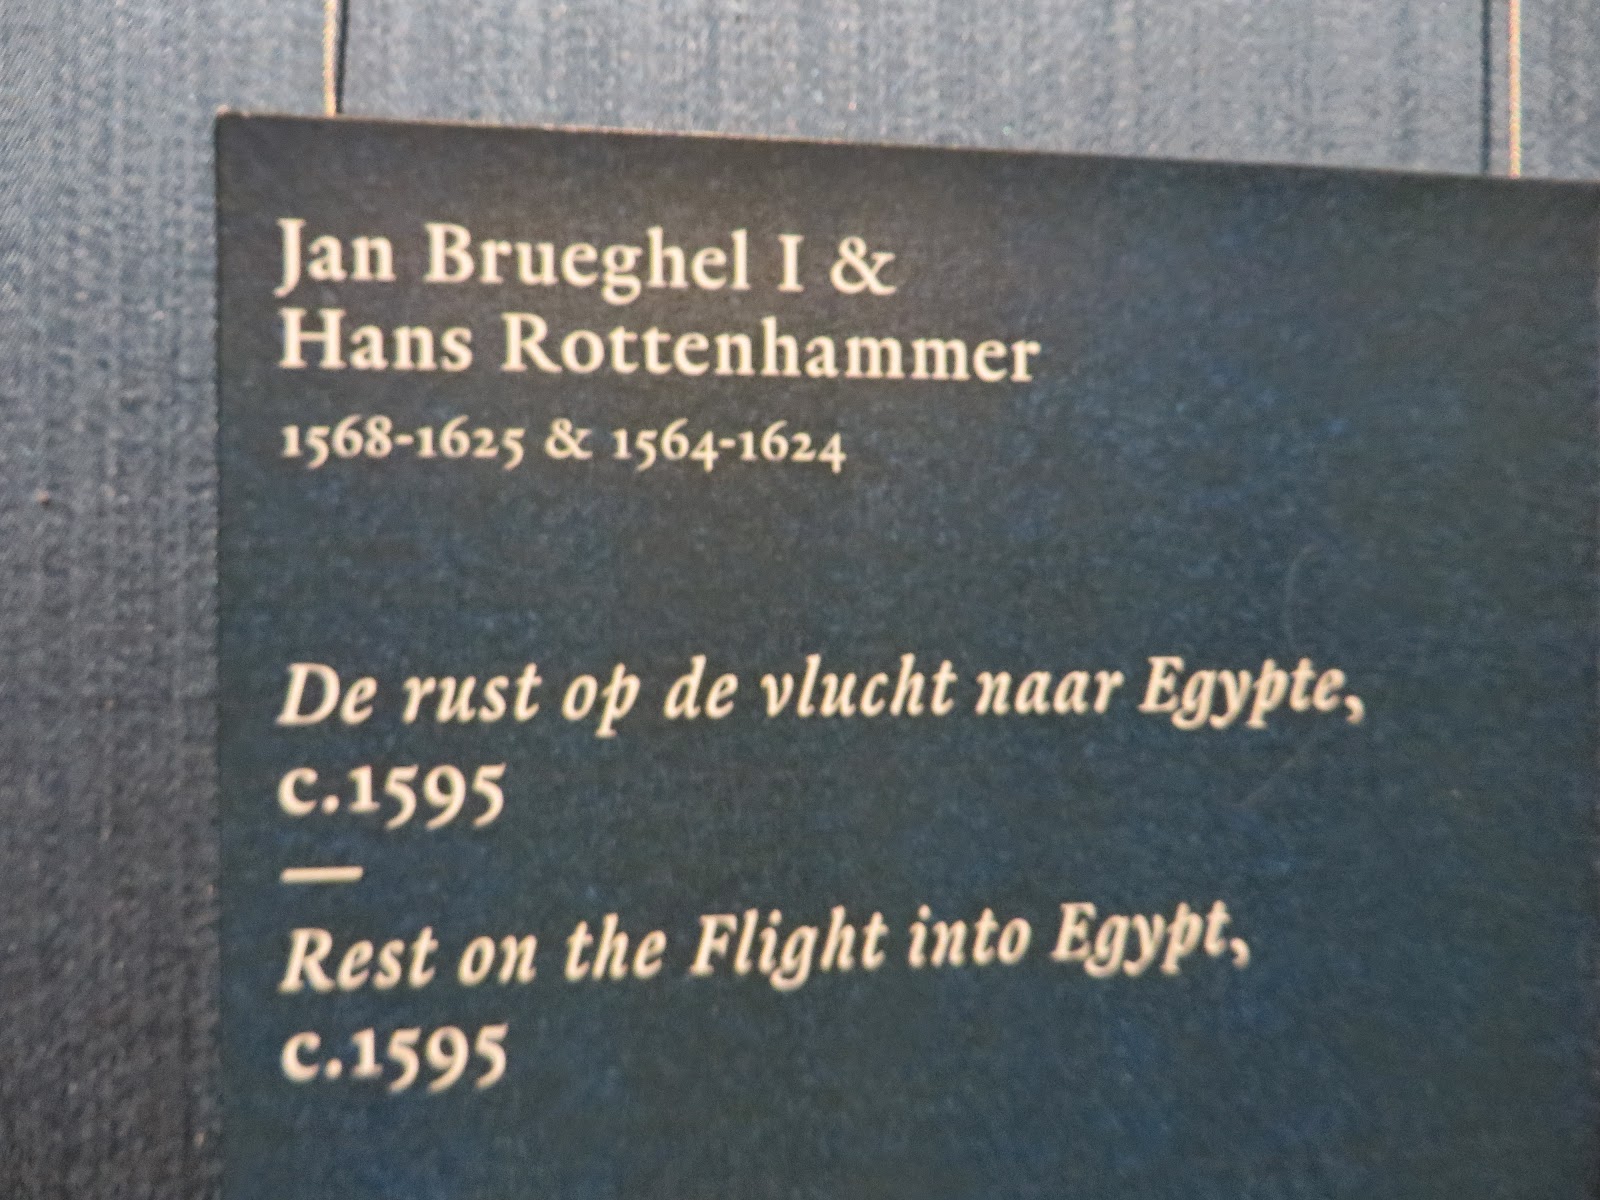 Jan Brueghel I &
Hans Rottenhammer
1568-1625 & 1564-1624
De rust op de vlucht naar Egypte,
c.1595
—
Rest on the Flight into Egypt,
c.1595